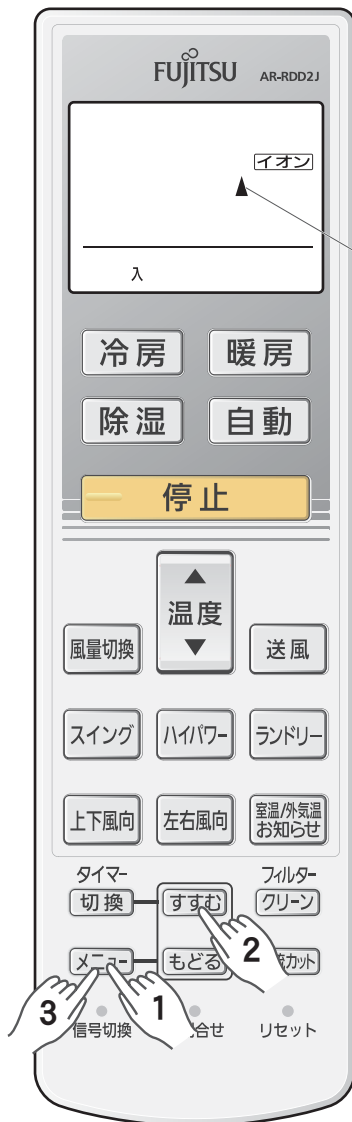 FUJITSU AR-RDD2J
イオン
入
冷房 暖房
除湿 自動
停止
温度
風量切換 送風
スイング ハイパワー ランドリー
上下風向 左右風向 室温/外気温
お知らせ
タイマー フィルター
切換 すすむ クリーン
メニュー もどる カット
3 1 2
信号切換 合せ リセット